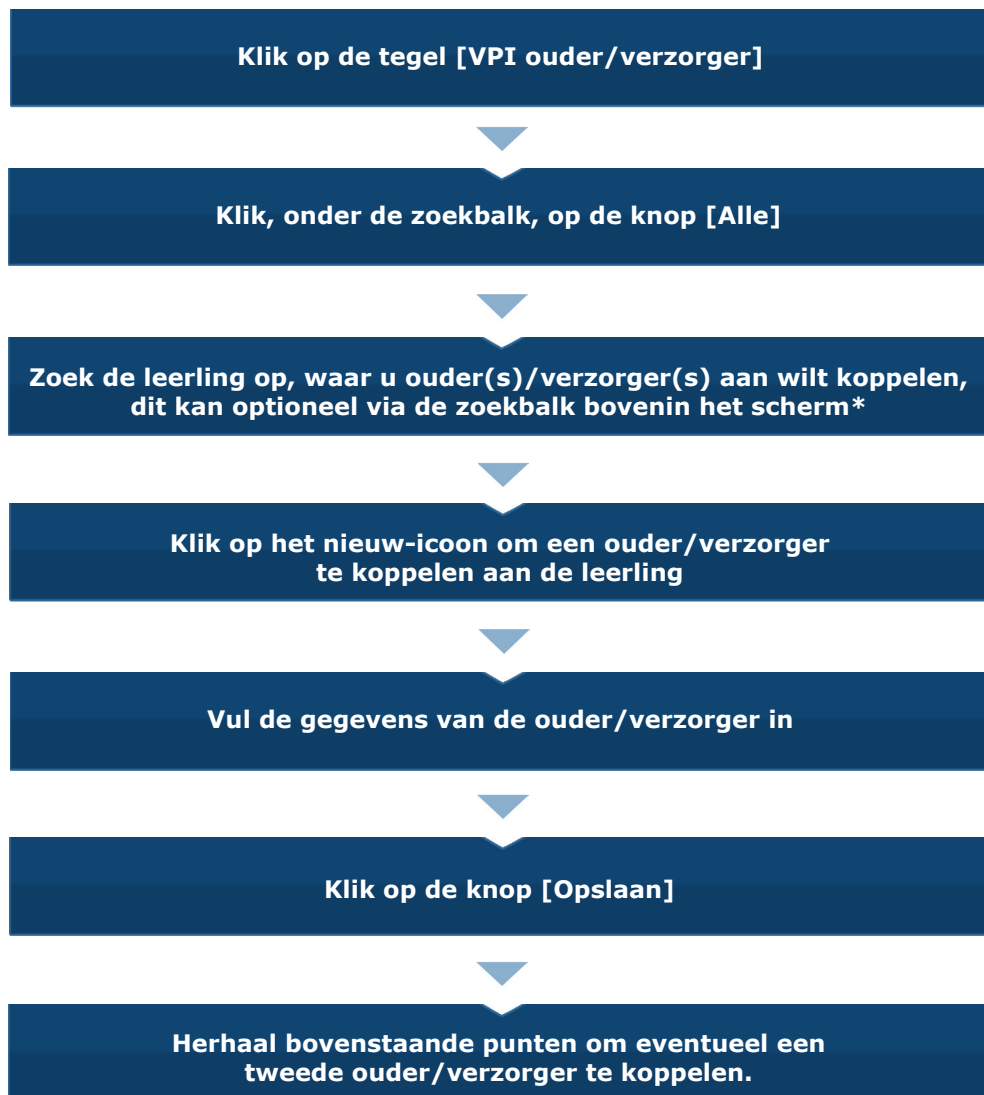 Klik op de tegel [VPI ouder/verzorger]
Klik, onder de zoekbalk, op de knop [Alle]
Zoek de leerling op, waar u ouder(s)/verzorger(s) aan wilt koppelen,
dit kan optioneel via de zoekbalk bovenin het scherm*
Klik op het nieuw-icoon om een ouder/verzorger
te koppelen aan de leerling
Vul de gegevens van de ouder/verzorger in
Klik op de knop [Opslaan]
Herhaal bovenstaande punten om eventueel een
tweede ouder/verzorger te koppelen.